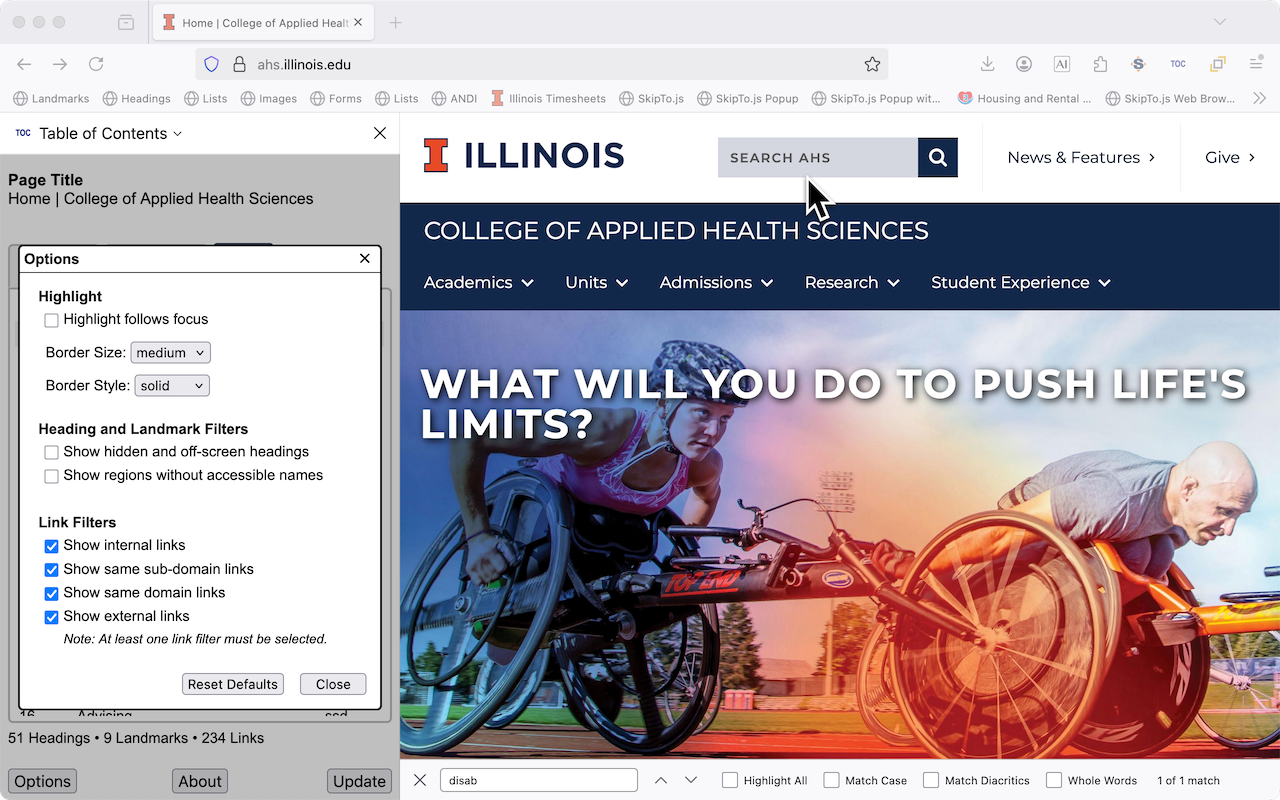 Home | College of Applied Healt
ahs.illinois.edu
AI
S
TOC
Landmarks
Headings
Lists
Images
Forms
Lists
ANDI
Illinois Timesheets
SkipTo.js
SkipTo.js Popup
SkipTo.js Popup wit...
Housing and Rental ...
SkipTo.js Web Brow...
TOC Table of Contents
Page Title
Home | College of Applied Health Sciences
Options
Highlight
Highlight follows focus
Border Size: medium
Border Style: solid
Heading and Landmark Filters
Show hidden and off-screen headings
Show regions without accessible names
Link Filters
Show internal links
Show same sub-domain links
Show same domain links
Show external links
Note: At least one link filter must be selected.
Reset Defaults Close
16 Advising ssd
51 Headings • 9 Landmarks • 234 Links
Options About Update
I ILLINOIS
SEARCH AHS
News & Features
Give
COLLEGE OF APPLIED HEALTH SCIENCES
Academics
Units
Admissions
Research
Student Experience
WHAT WILL YOU DO TO PUSH LIFE'S
LIMITS?
TOP END
disab
Highlight All
Match Case
Match Diacritics
Whole Words
1 of 1 match